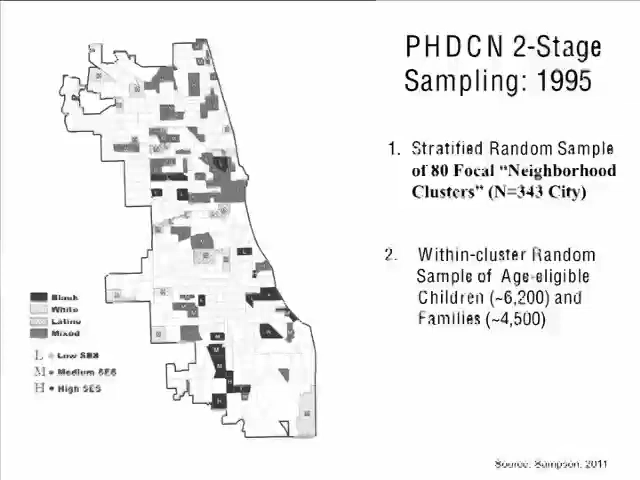 PHDCN 2-Stage
Sampling: 1995
1. Stratified Random Sample
of 80 Focal “Neighborhood
Clusters” (N=343 City)
2. Within-cluster Random
Sample of Age-eligible
Children (~6,200) and
Families (~4,500)
Black
White
Latino
Mixed
L = Low SES
M = Medium SES
H = High SES
Source: Sampson, 2011